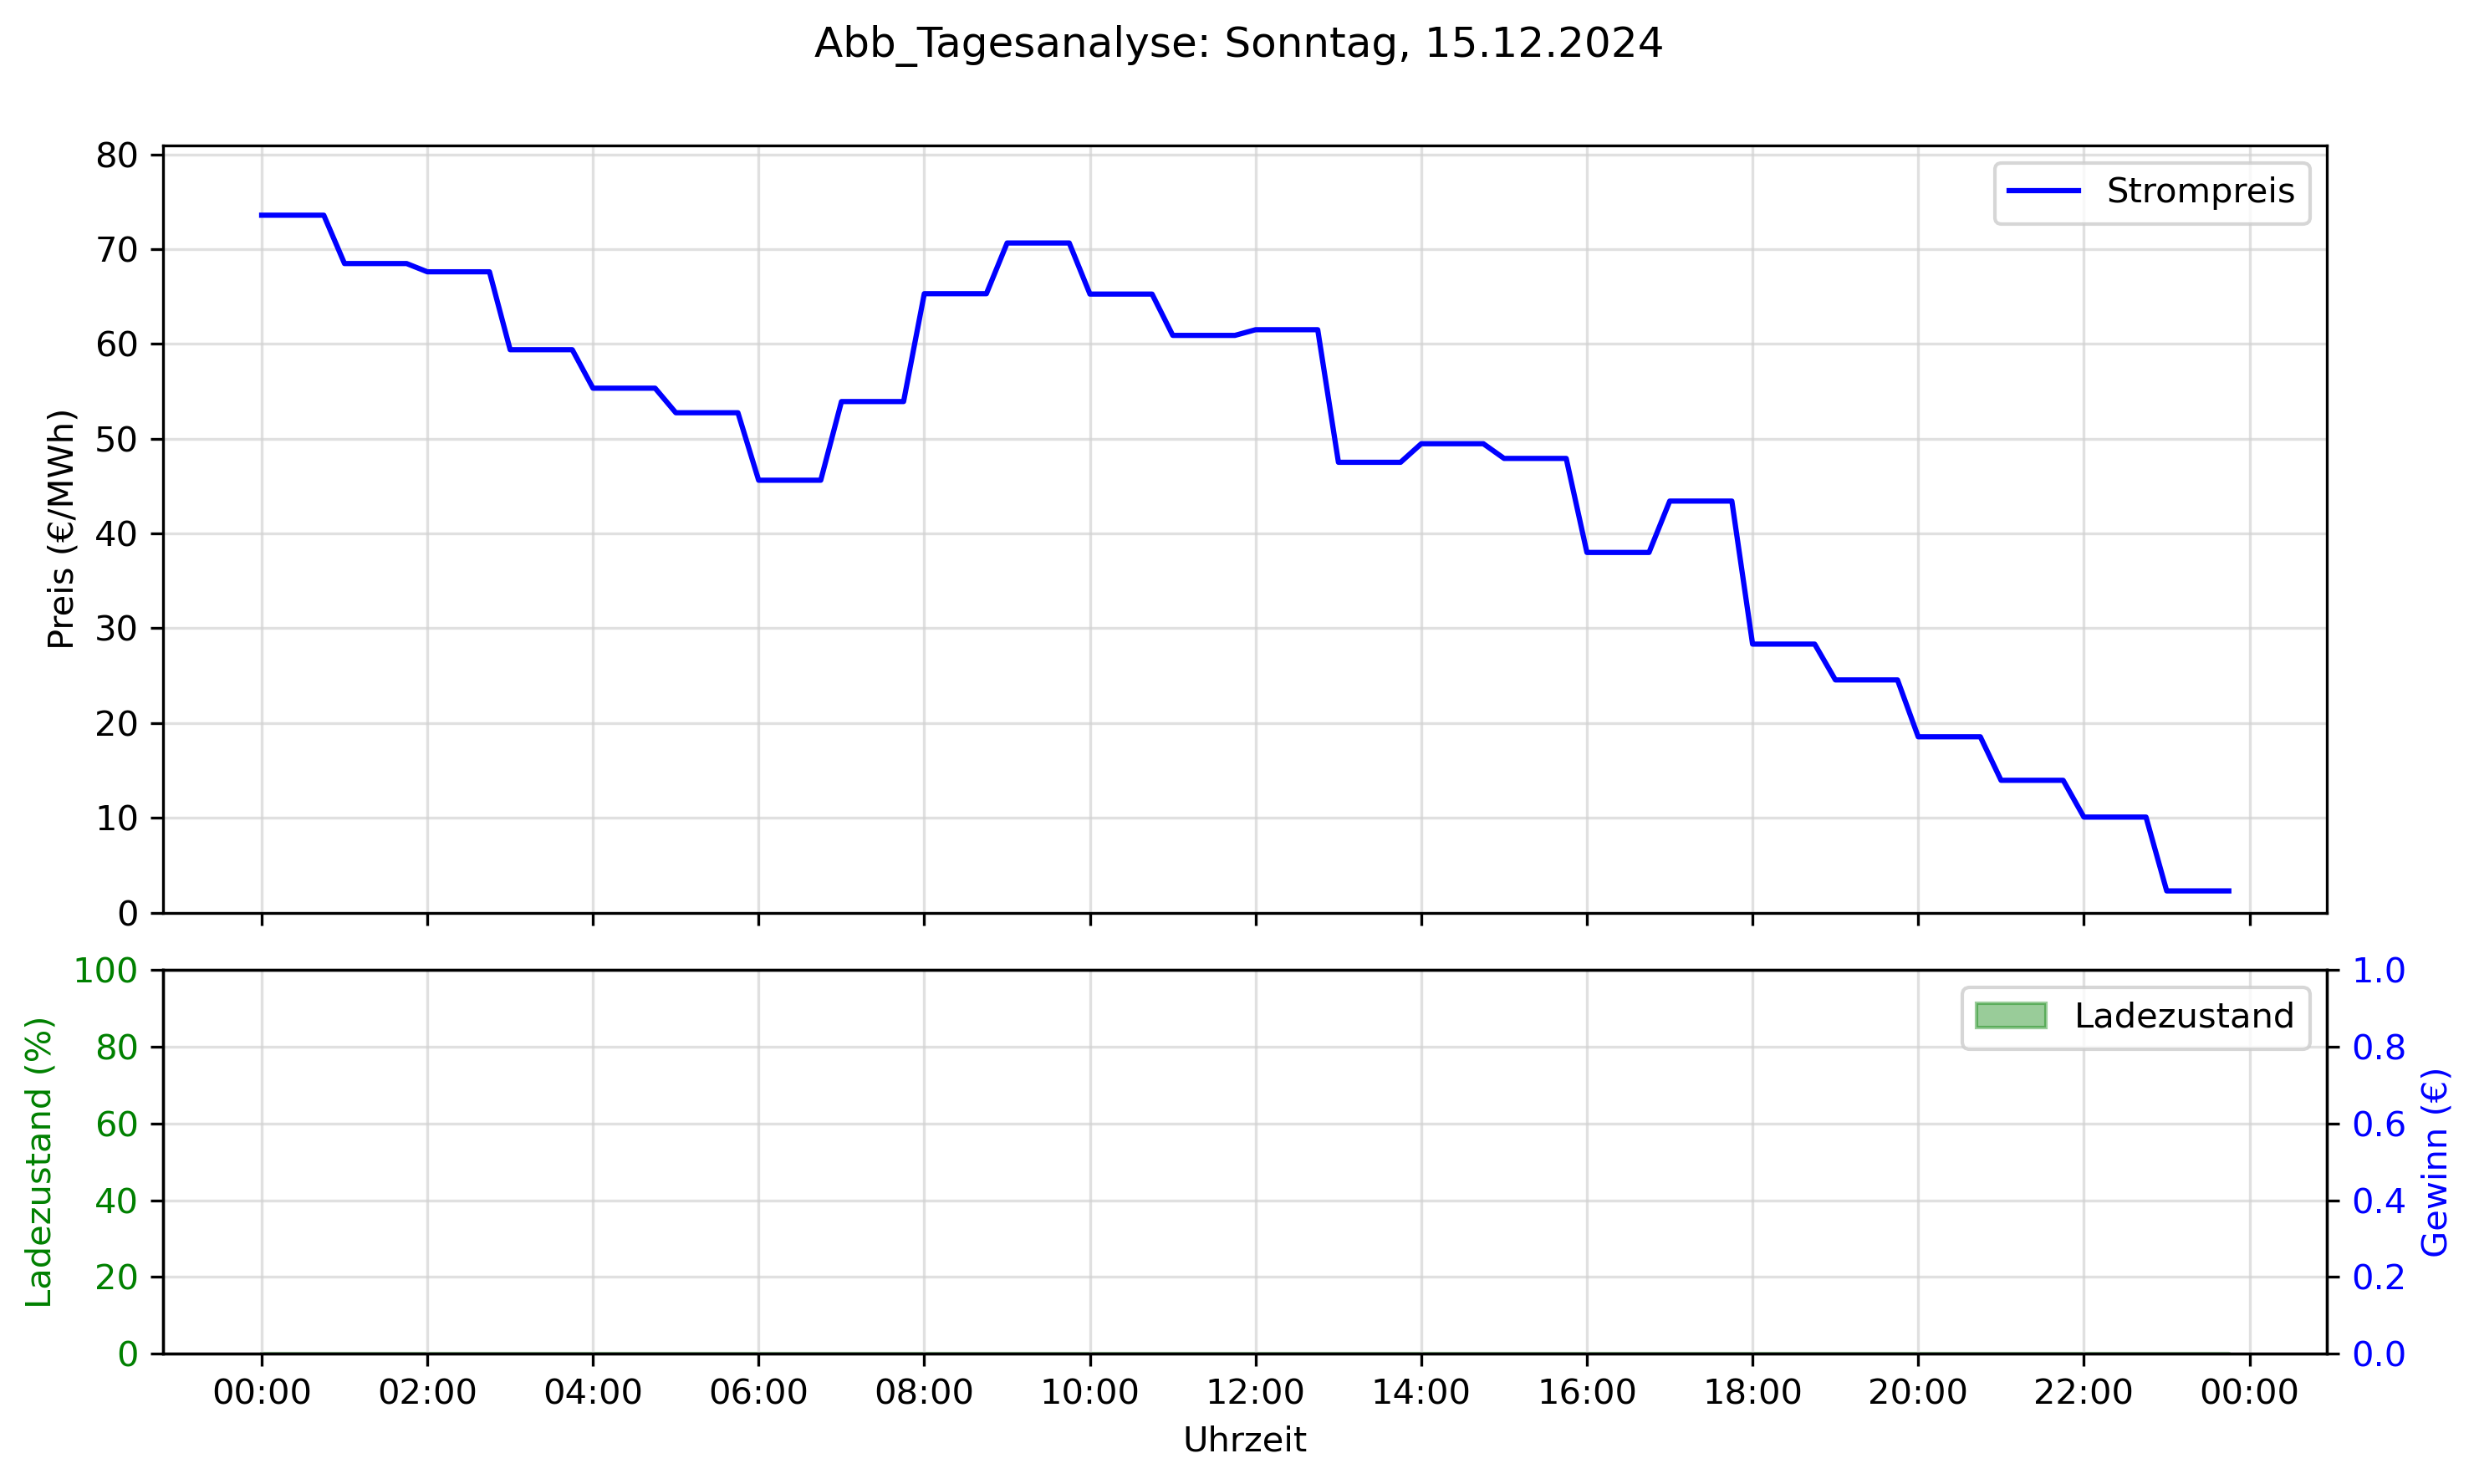 Abb_Tagesanalyse: Sonntag, 15.12.2024
80
70
60
50
40
30
20
10
0
Preis (€/MWh)
Strompreis
100
80
60
40
20
0
Ladezustand (%)
Ladezustand
1.0
0.8
0.6
0.4
0.2
0.0
Gewinn (€)
00:00 02:00 04:00 06:00 08:00 10:00 12:00 14:00 16:00 18:00 20:00 22:00 00:00
Uhrzeit